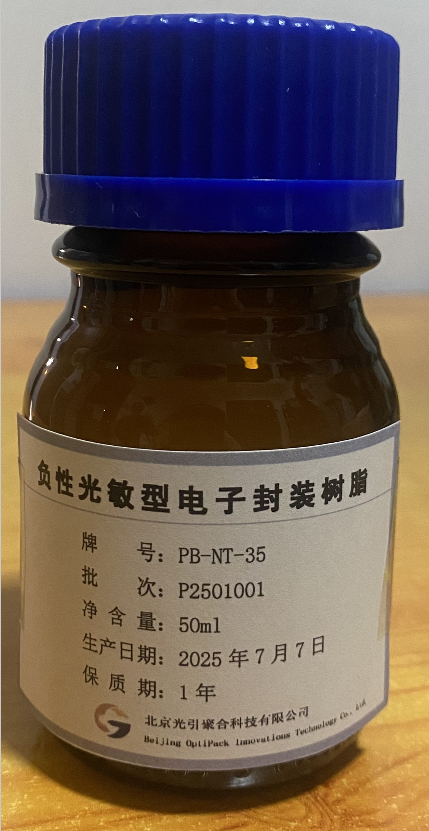 负性光敏型电子封装树脂
牌 号：PB-NT-35
批 次：P2501001
净含量：50ml
生产日期：2025年7月7日
保质期：1年
北京光引聚合科技有限公司
Beijing OptiPack Innovations Technology Co., Ltd.